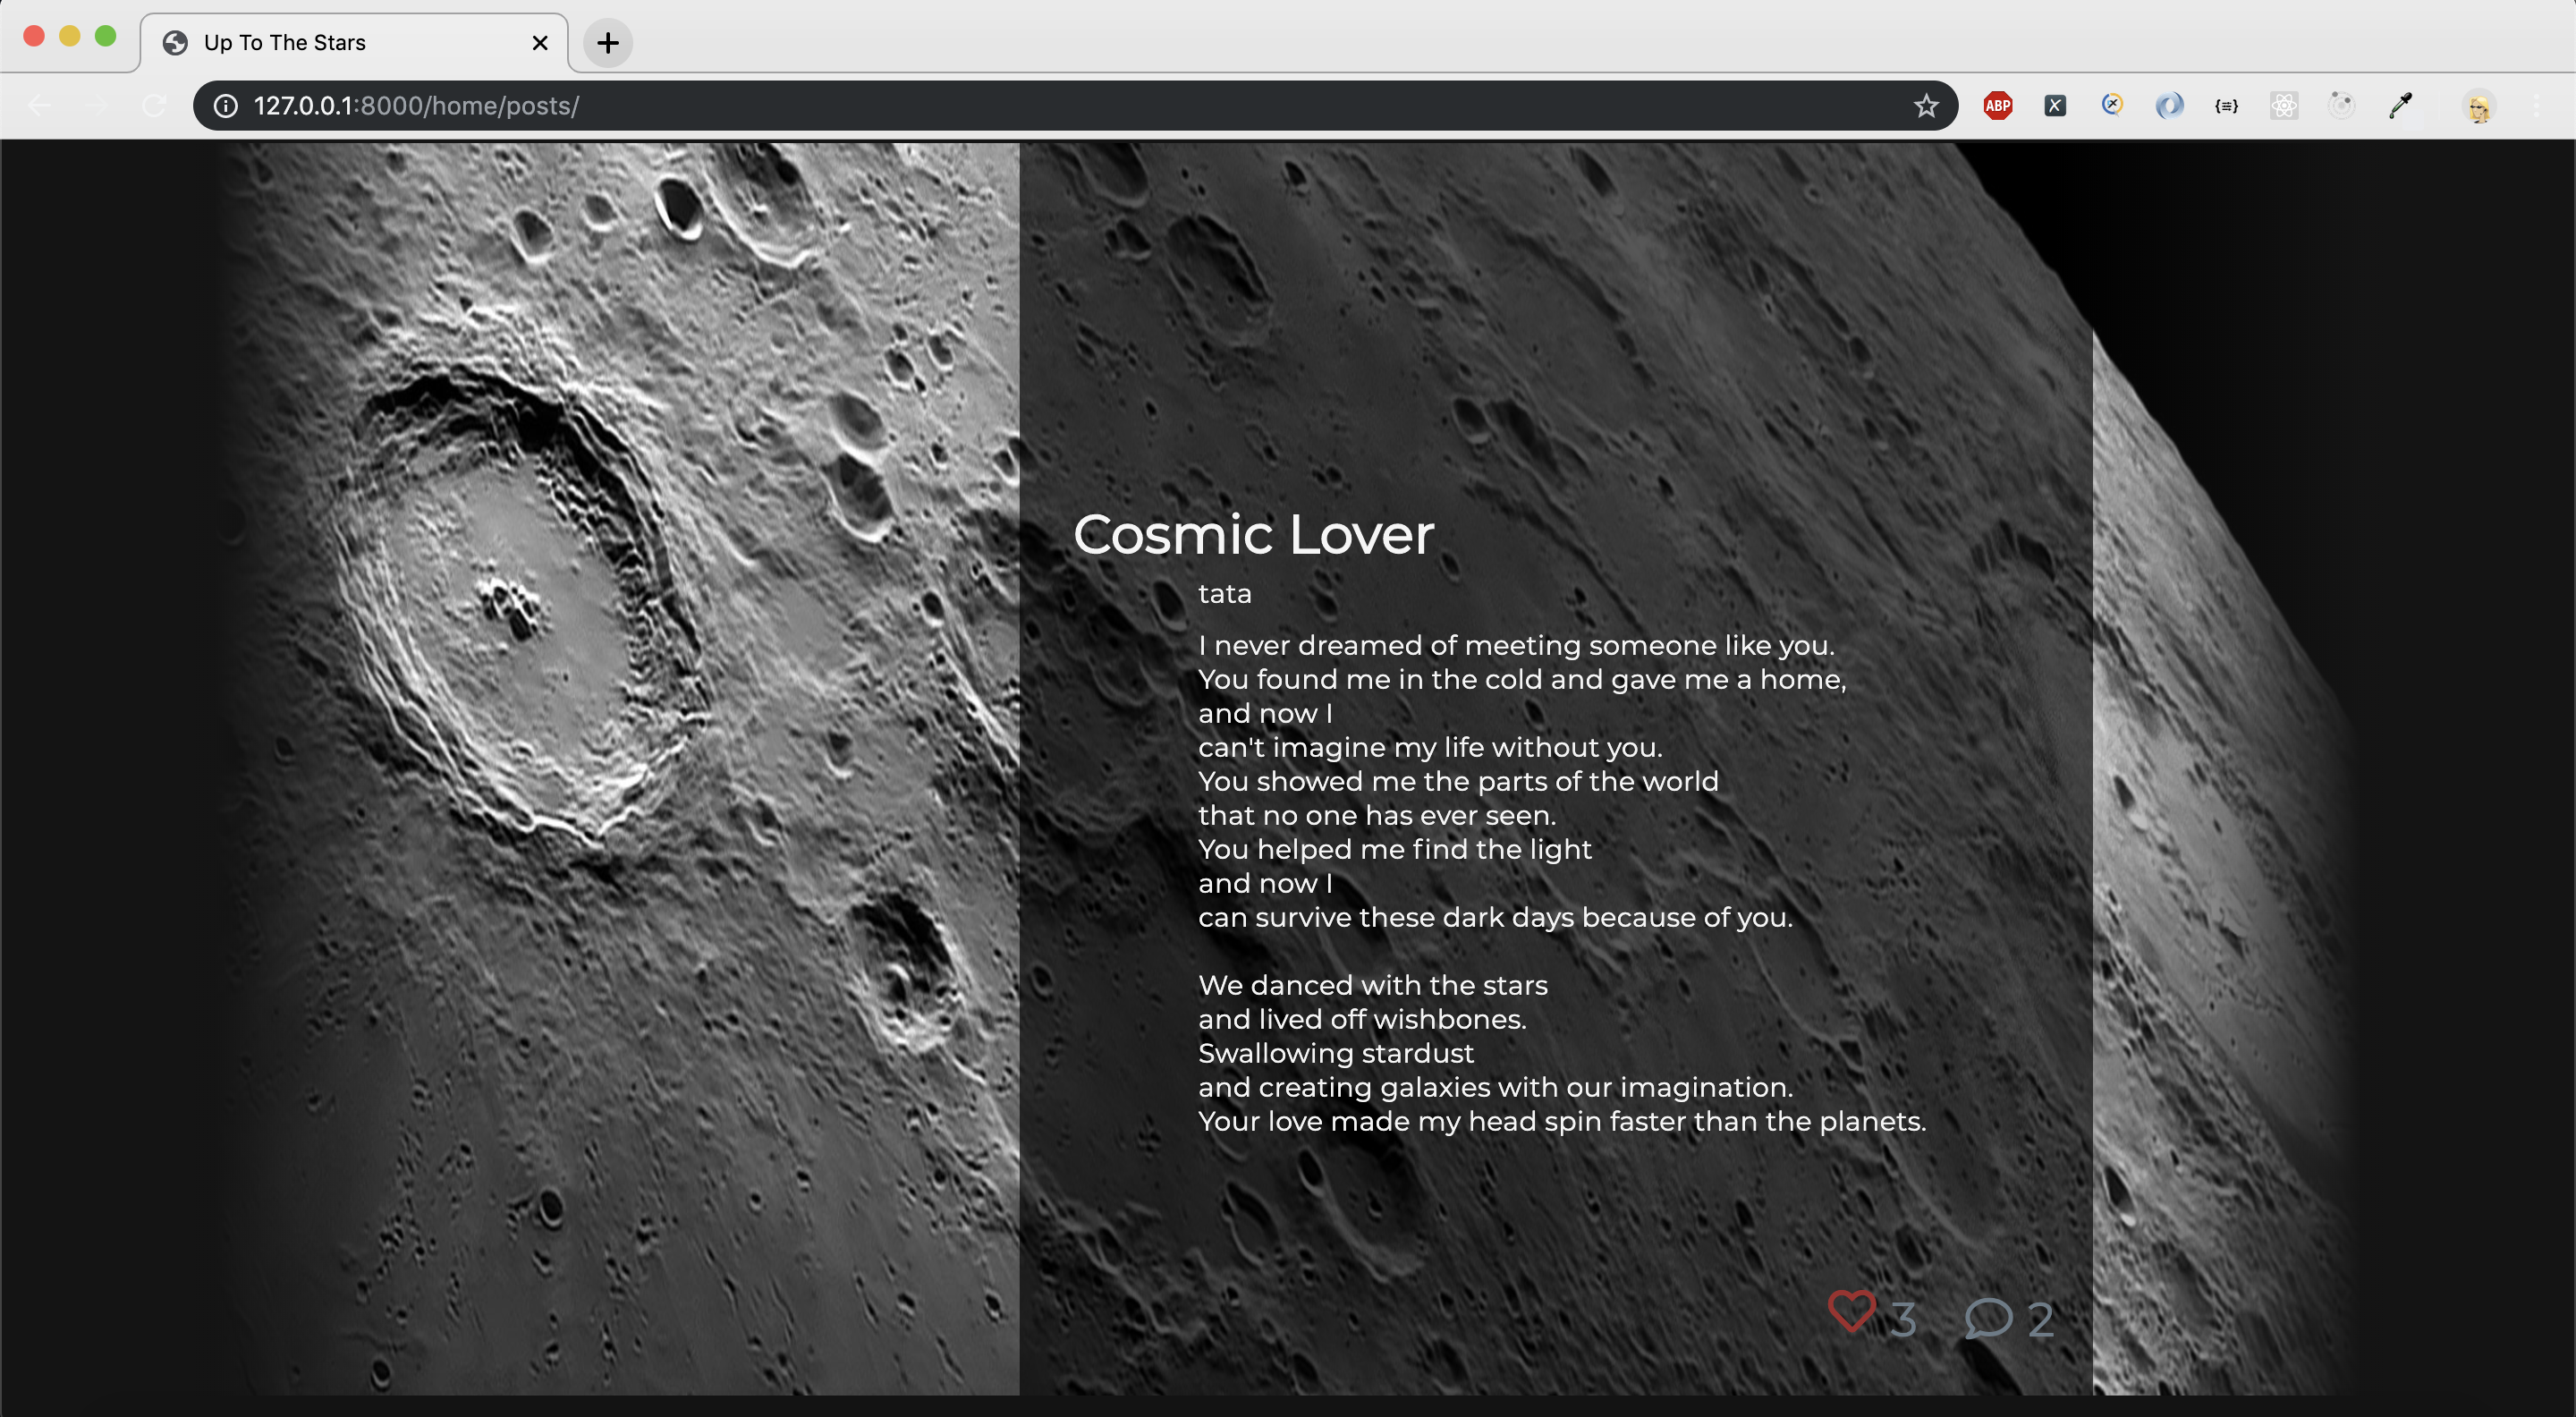 Up To The Stars
127.0.0.1:8000/home/posts/
ABP
Cosmic Lover
tata
I never dreamed of meeting someone like you.
You found me in the cold and gave me a home,
and now I
can't imagine my life without you.
You showed me the parts of the world
that no one has ever seen.
You helped me find the light
and now I
can survive these dark days because of you.
We danced with the stars
and lived off wishbones.
Swallowing stardust
and creating galaxies with our imagination.
Your love made my head spin faster than the planets.
3 2